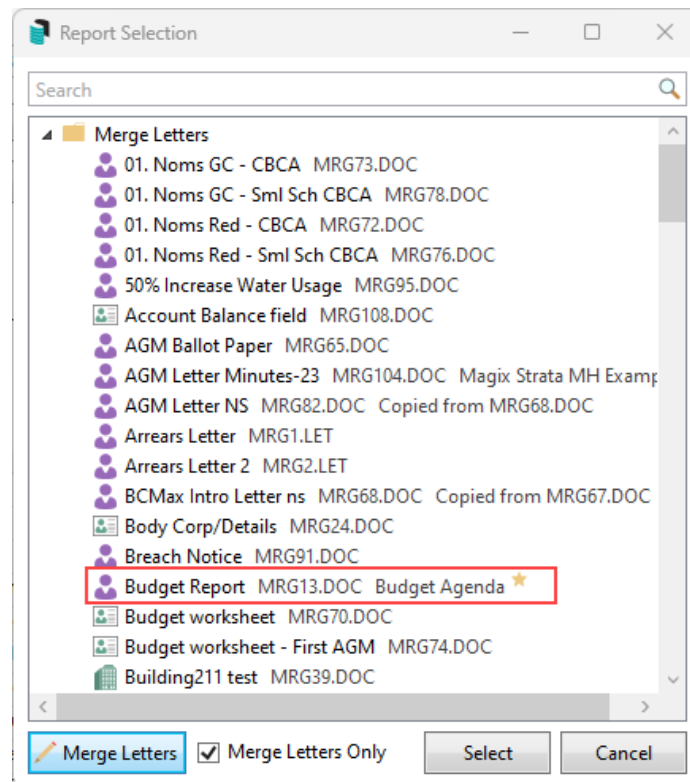 Report Selection
Search
Merge Letters
01. Noms GC - CBCA MRG73.DOC
01. Noms GC - Sml Sch CBCA MRG78.DOC
01. Noms Red - CBCA MRG72.DOC
01. Noms Red - Sml Sch CBCA MRG76.DOC
50% Increase Water Usage MRG95.DOC
Account Balance field MRG108.DOC
AGM Ballot Paper MRG65.DOC
AGM Letter Minutes-23 MRG104.DOC Magix Strata MH Examp
AGM Letter NS MRG82.DOC Copied from MRG68.DOC
Arrears Letter MRG1.LET
Arrears Letter 2 MRG2.LET
BCMax Intro Letter ns MRG68.DOC Copied from MRG67.DOC
Body Corp/Details MRG24.DOC
Breach Notice MRG91.DOC
Budget Report MRG13.DOC Budget Agenda
Budget worksheet MRG70.DOC
Budget worksheet - First AGM MRG74.DOC
Building211 test MRG39.DOC
Merge Letters Merge Letters Only Select Cancel